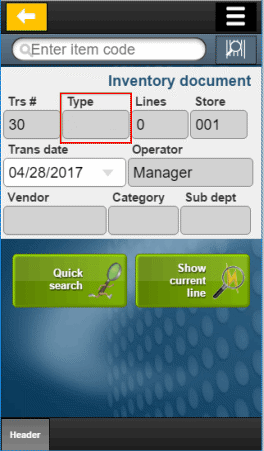 Enter item code
Inventory document
Trs # Type Lines Store
30 0 001
Trans date Operator
04/28/2017 Manager
Vendor Category Sub dept
Quick search
Show current line
Header